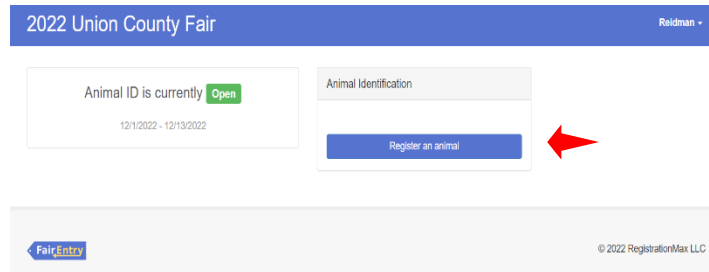 2022 Union County Fair
Reidman
Animal ID is currently Open
12/1/2022 - 12/13/2022
Animal Identification
Register an animal
FairEntry
© 2022 RegistrationMax LLC